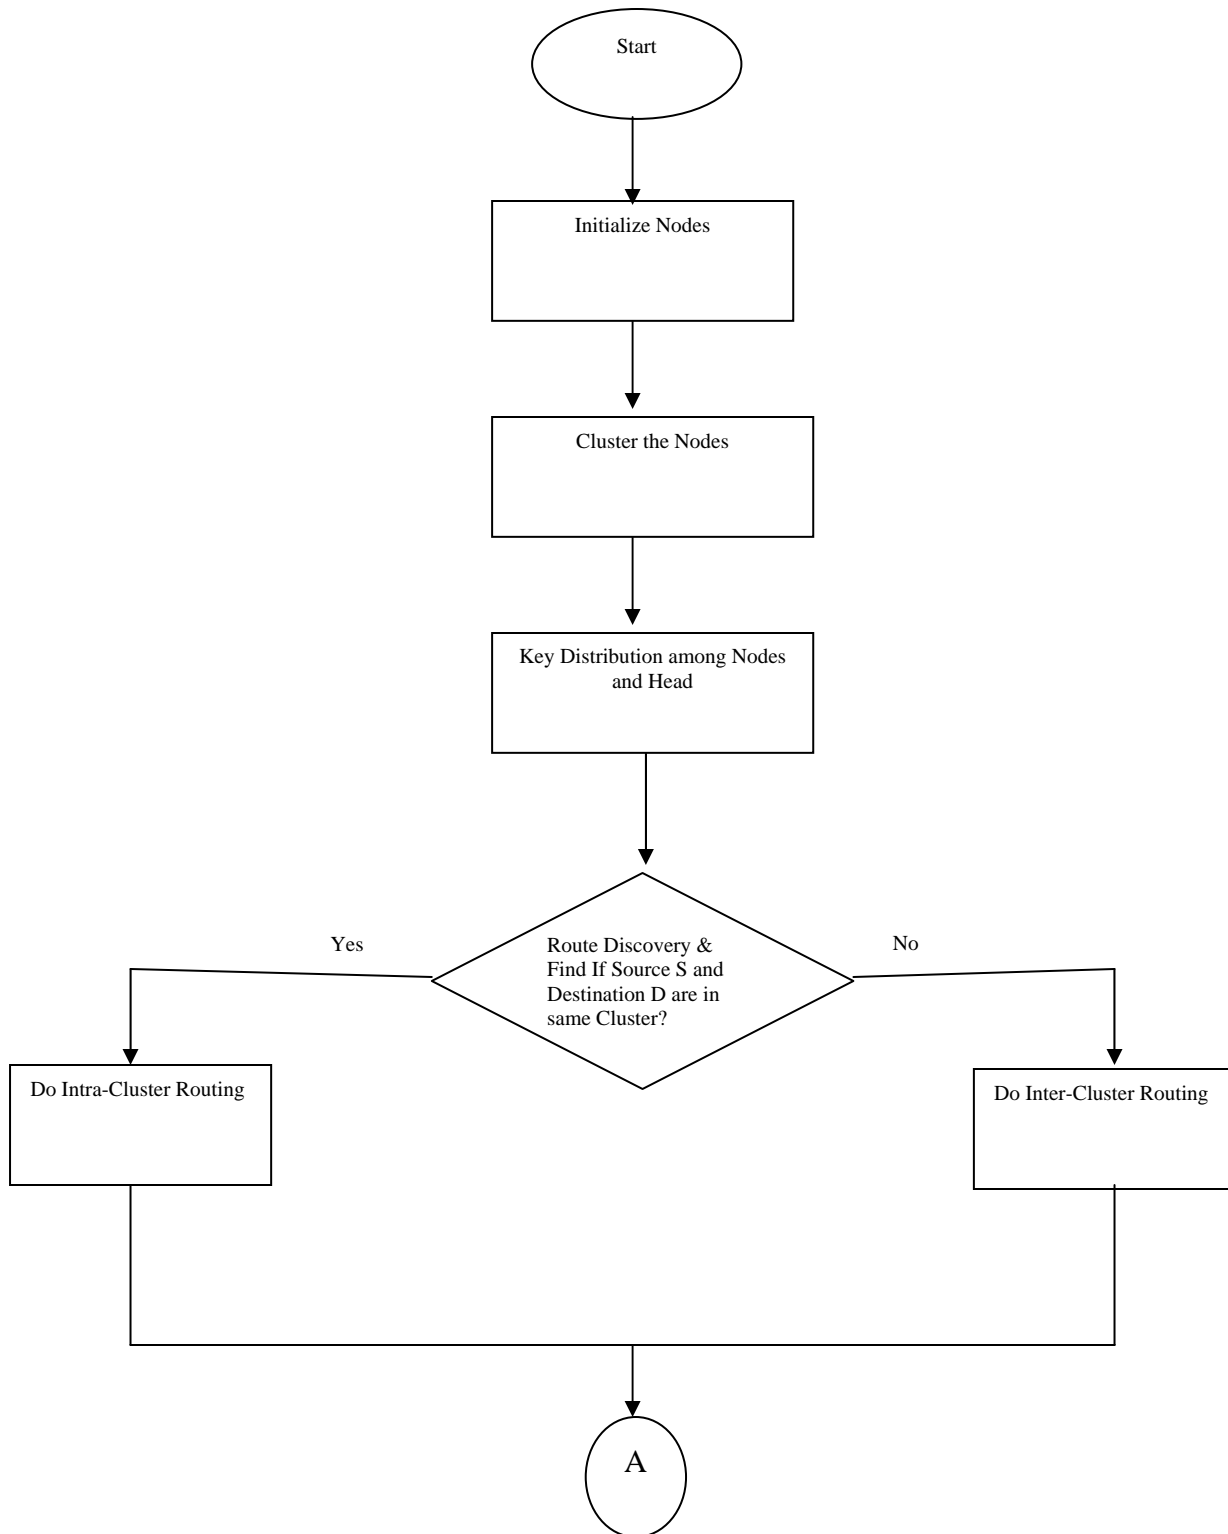 Start
Initialize Nodes
Cluster the Nodes
Key Distribution among Nodes
and Head
Yes
No
Route Discovery &
Find If Source S and
Destination D are in
same Cluster?
Do Intra-Cluster Routing
Do Inter-Cluster Routing
A